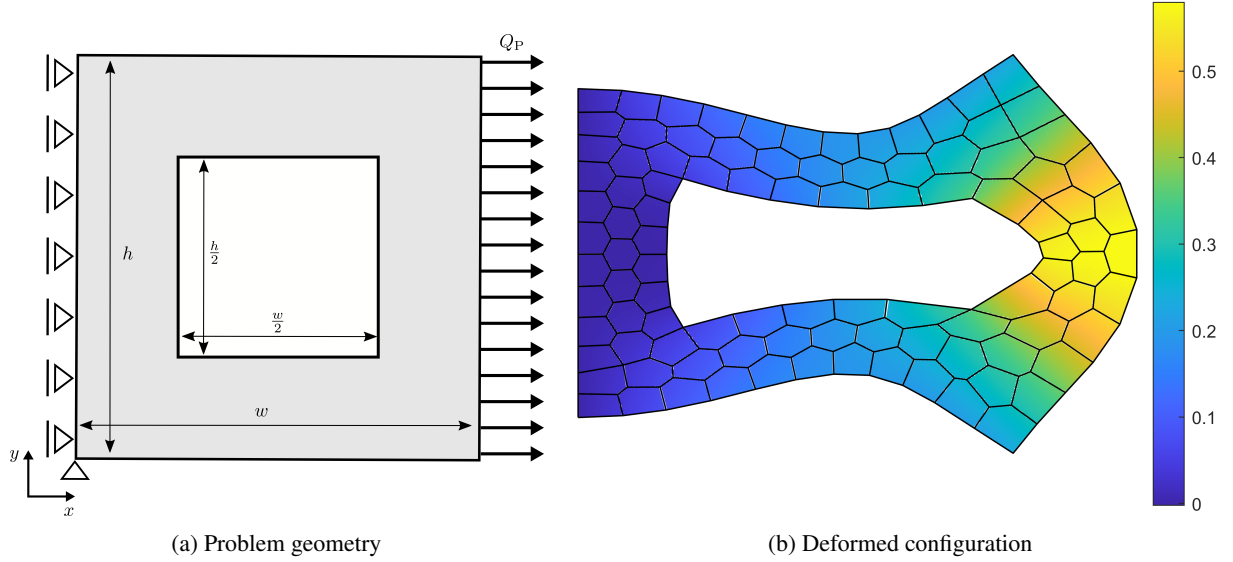 Q_P
h
h/2
w/2
w
y
x
0.5
0.4
0.3
0.2
0.1
0
(a) Problem geometry
(b) Deformed configuration